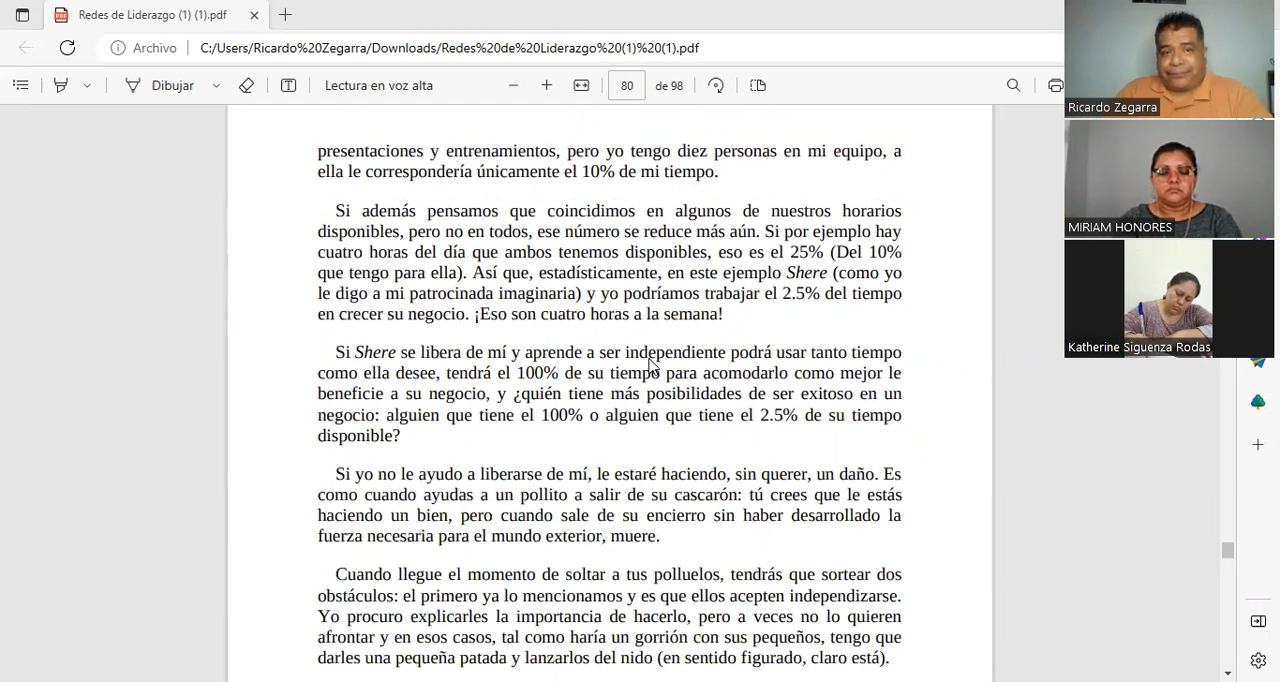 Redes de Liderazgo (1) (1).pdf
Archivo
C:/Users/Ricardo%20Zegarra/Downloads/Redes%20de%20Liderazgo%20(1)%20(1).pdf
Dibujar
Lectura en voz alta
80 de 98
presentaciones y entrenamientos, pero yo tengo diez personas en mi equipo, a
ella le correspondería únicamente el 10% de mi tiempo.
Si además pensamos que coincidimos en algunos de nuestros horarios
disponibles, pero no en todos, ese número se reduce más aún. Si por ejemplo hay
cuatro horas del día que ambos tenemos disponibles, eso es el 25% (Del 10%
que tengo para ella). Así que, estadísticamente, en este ejemplo Shere (como yo
le digo a mi patrocinada imaginaria) y yo podríamos trabajar el 2.5% del tiempo
en crecer su negocio. ¡Eso son cuatro horas a la semana!
Si Shere se libera de mí y aprende a ser independiente podrá usar tanto tiempo
como ella desee, tendrá el 100% de su tiempo para acomodarlo como mejor le
beneficie a su negocio, y ¿quién tiene más posibilidades de ser exitoso en un
negocio: alguien que tiene el 100% o alguien que tiene el 2.5% de su tiempo
disponible?
Si yo no le ayudo a liberarse de mí, le estaré haciendo, sin querer, un daño. Es
como cuando ayudas a un pollito a salir de su cascarón: tú crees que le estás
haciendo un bien, pero cuando sale de su encierro sin haber desarrollado la
fuerza necesaria para el mundo exterior, muere.
Cuando llegue el momento de soltar a tus polluelos, tendrás que sortear dos
obstáculos: el primero ya lo mencionamos y es que ellos acepten independizarse.
Yo procuro explicarles la importancia de hacerlo, pero a veces no lo quieren
afrontar y en esos casos, tal como haría un gorrión con sus pequeños, tengo que
darles una pequeña patada y lanzarlos del nido (en sentido figurado, claro está).
Ricardo Zegarra
MIRIAM HONORES
Katherine Siguenza Rodas